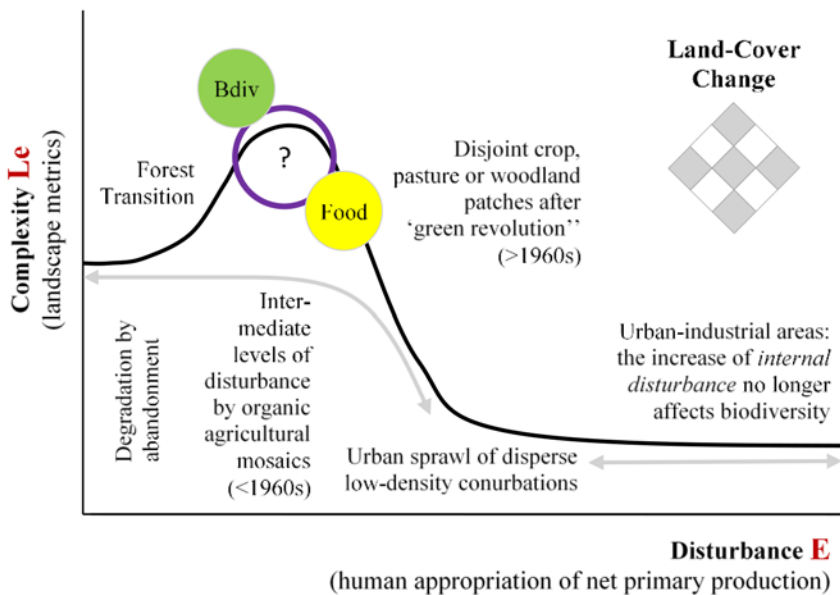 Complexity Le
(landscape metrics)
Bdiv
?
Food
Forest
Transition
Land-Cover
Change
Disjoint crop,
pasture or woodland
patches after
‘green revolution’’
(>1960s)
Degradation by
abandonment
Inter-
mediate
levels of
disturbance
by organic
agricultural
mosaics
(<1960s)
Urban-industrial areas:
the increase of internal
disturbance no longer
affects biodiversity
Urban sprawl of disperse
low-density conurbations
Disturbance E
(human appropriation of net primary production)